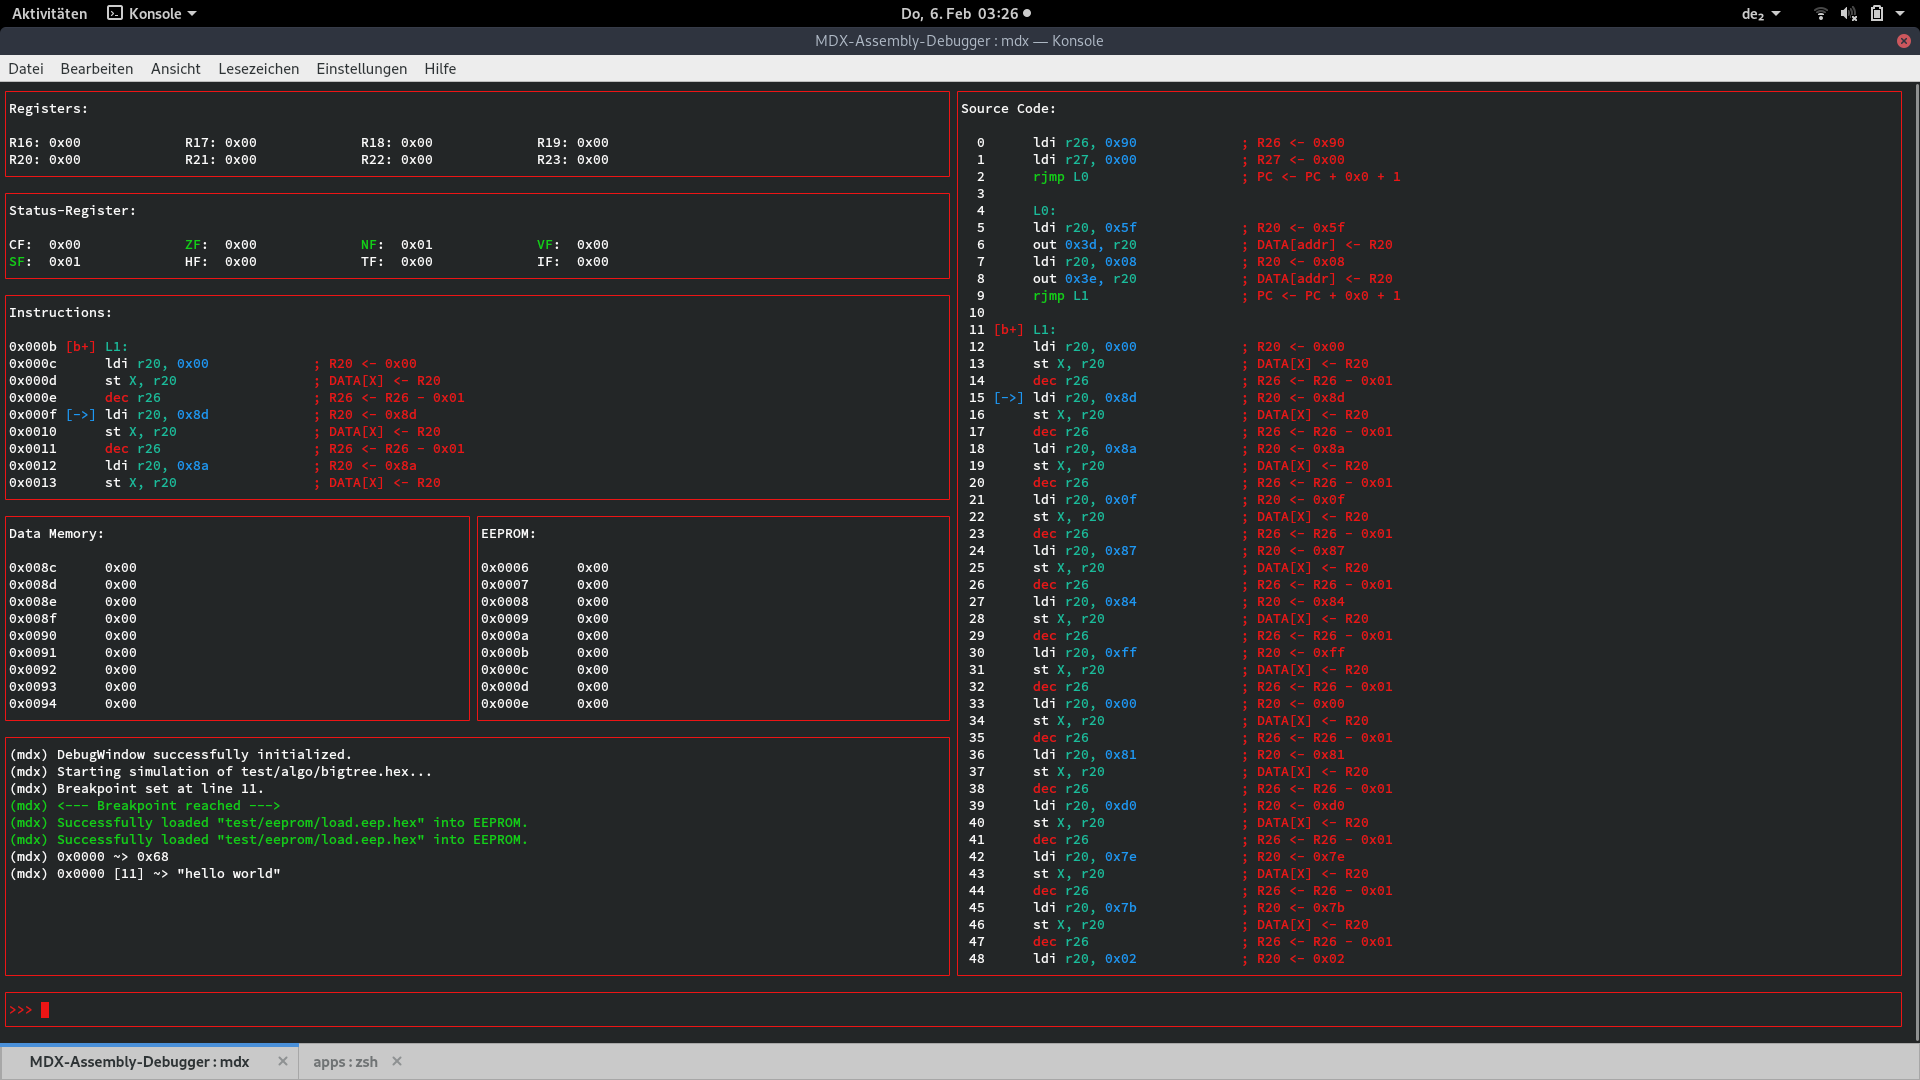 Aktivitäten Konsole Do, 6. Feb 03:26 de₂
MDX-Assembly-Debugger : mdx — Konsole
Datei Bearbeiten Ansicht Lesezeichen Einstellungen Hilfe
Registers:
R16: 0x00 R17: 0x00 R18: 0x00 R19: 0x00
R20: 0x00 R21: 0x00 R22: 0x00 R23: 0x00
Status-Register:
CF: 0x00 ZF: 0x00 NF: 0x01 VF: 0x00
SF: 0x01 HF: 0x00 TF: 0x00 IF: 0x00
Instructions:
0x000b [b+] L1:
0x000c ldi r20, 0x00 ; R20 <- 0x00
0x000d st X, r20 ; DATA[X] <- R20
0x000e dec r26 ; R26 <- R26 - 0x01
0x000f [->] ldi r20, 0x8d ; R20 <- 0x8d
0x0010 st X, r20 ; DATA[X] <- R20
0x0011 dec r26 ; R26 <- R26 - 0x01
0x0012 ldi r20, 0x8a ; R20 <- 0x8a
0x0013 st X, r20 ; DATA[X] <- R20
Data Memory:
0x008c 0x00
0x008d 0x00
0x008e 0x00
0x008f 0x00
0x0090 0x00
0x0091 0x00
0x0092 0x00
0x0093 0x00
0x0094 0x00
EEPROM:
0x0006 0x00
0x0007 0x00
0x0008 0x00
0x0009 0x00
0x000a 0x00
0x000b 0x00
0x000c 0x00
0x000d 0x00
0x000e 0x00
(mdx) DebugWindow successfully initialized.
(mdx) Starting simulation of test/algo/bigtree.hex...
(mdx) Breakpoint set at line 11.
(mdx) <--- Breakpoint reached --->
(mdx) Successfully loaded "test/eeprom/load.eep.hex" into EEPROM.
(mdx) Successfully loaded "test/eeprom/load.eep.hex" into EEPROM.
(mdx) 0x0000 ~> 0x68
(mdx) 0x0000 [11] ~> "hello world"
Source Code:
0 ldi r26, 0x90 ; R26 <- 0x90
1 ldi r27, 0x00 ; R27 <- 0x00
2 rjmp L0 ; PC <- PC + 0x0 + 1
3
4 L0:
5 ldi r20, 0x5f ; R20 <- 0x5f
6 out 0x3d, r20 ; DATA[addr] <- R20
7 ldi r20, 0x08 ; R20 <- 0x08
8 out 0x3e, r20 ; DATA[addr] <- R20
9 rjmp L1 ; PC <- PC + 0x0 + 1
10
11 [b+] L1:
12 ldi r20, 0x00 ; R20 <- 0x00
13 st X, r20 ; DATA[X] <- R20
14 dec r26 ; R26 <- R26 - 0x01
15 [->] ldi r20, 0x8d ; R20 <- 0x8d
16 st X, r20 ; DATA[X] <- R20
17 dec r26 ; R26 <- R26 - 0x01
18 ldi r20, 0x8a ; R20 <- 0x8a
19 st X, r20 ; DATA[X] <- R20
20 dec r26 ; R26 <- R26 - 0x01
21 ldi r20, 0x0f ; R20 <- 0x0f
22 st X, r20 ; DATA[X] <- R20
23 dec r26 ; R26 <- R26 - 0x01
24 ldi r20, 0x87 ; R20 <- 0x87
25 st X, r20 ; DATA[X] <- R20
26 dec r26 ; R26 <- R26 - 0x01
27 ldi r20, 0x84 ; R20 <- 0x84
28 st X, r20 ; DATA[X] <- R20
29 dec r26 ; R26 <- R26 - 0x01
30 ldi r20, 0xff ; R20 <- 0xff
31 st X, r20 ; DATA[X] <- R20
32 dec r26 ; R26 <- R26 - 0x01
33 ldi r20, 0x00 ; R20 <- 0x00
34 st X, r20 ; DATA[X] <- R20
35 dec r26 ; R26 <- R26 - 0x01
36 ldi r20, 0x81 ; R20 <- 0x81
37 st X, r20 ; DATA[X] <- R20
38 dec r26 ; R26 <- R26 - 0x01
39 ldi r20, 0xd0 ; R20 <- 0xd0
40 st X, r20 ; DATA[X] <- R20
41 dec r26 ; R26 <- R26 - 0x01
42 ldi r20, 0x7e ; R20 <- 0x7e
43 st X, r20 ; DATA[X] <- R20
44 dec r26 ; R26 <- R26 - 0x01
45 ldi r20, 0x7b ; R20 <- 0x7b
46 st X, r20 ; DATA[X] <- R20
47 dec r26 ; R26 <- R26 - 0x01
48 ldi r20, 0x02 ; R20 <- 0x02
>>>
MDX-Assembly-Debugger : mdx apps : zsh